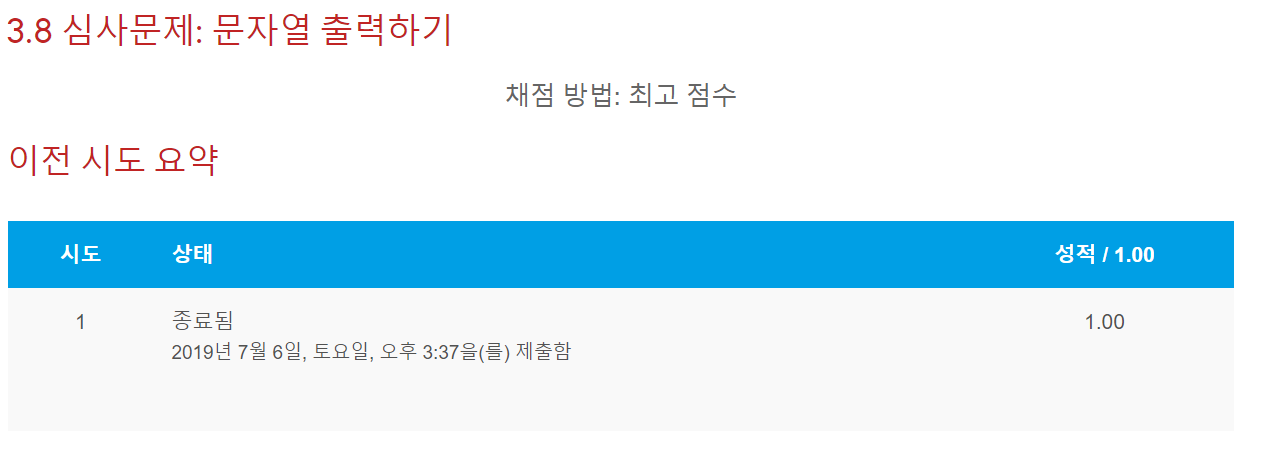 3.8 심사문제: 문자열 출력하기
채점 방법: 최고 점수
이전 시도 요약
시도 상태 성적 / 1.00
1 종료됨 1.00
2019년 7월 6일, 토요일, 오후 3:37을(를) 제출함